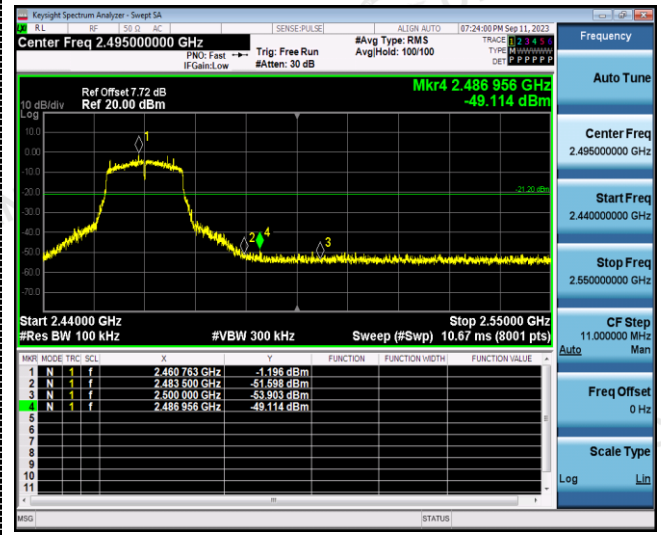 Keysight Spectrum Analyzer - Swept SA
RL RF 50 Ω AC SENSE:PULSE ALIGN AUTO 07:24:00 PM Sep 11, 2023
Center Freq 2.495000000 GHz
PNO: Fast
IFGain:Low
Trig: Free Run
#Atten: 30 dB
#Avg Type: RMS
Avg|Hold: 100/100
TRACE 1 2 3 4 5 6
TYPE MWWWWW
DET P P P P P P
Mkr4 2.486 956 GHz
-49.114 dBm
Ref Offset 7.72 dB
10 dB/div Ref 20.00 dBm
Log
10.0
0.00
-10.0
-20.0
-30.0
-40.0
-50.0
-60.0
-70.0
1
2
4
3
-21.20 dBm
Start 2.44000 GHz Stop 2.55000 GHz
#Res BW 100 kHz #VBW 300 kHz Sweep (#Swp) 10.67 ms (8001 pts)
MKR MODE TRC SCL X Y FUNCTION FUNCTION WIDTH FUNCTION VALUE
1 N 1 f 2.460 763 GHz -1.196 dBm
2 N 1 f 2.483 500 GHz -51.598 dBm
3 N 1 f 2.500 000 GHz -53.903 dBm
4 N 1 f 2.486 956 GHz -49.114 dBm
5
6
7
8
9
10
11
MSG STATUS
Frequency
Auto Tune
Center Freq
2.495000000 GHz
Start Freq
2.440000000 GHz
Stop Freq
2.550000000 GHz
CF Step
11.000000 MHz
Auto Man
Freq Offset
0 Hz
Scale Type
Log Lin